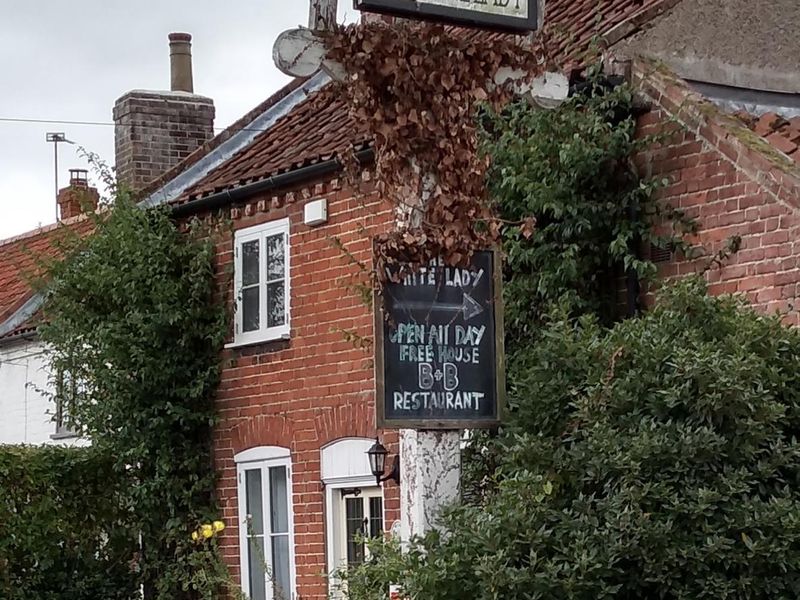 THE
WHITE LADY
OPEN All DAY
FREE HOUSE
B+B
RESTAURANT